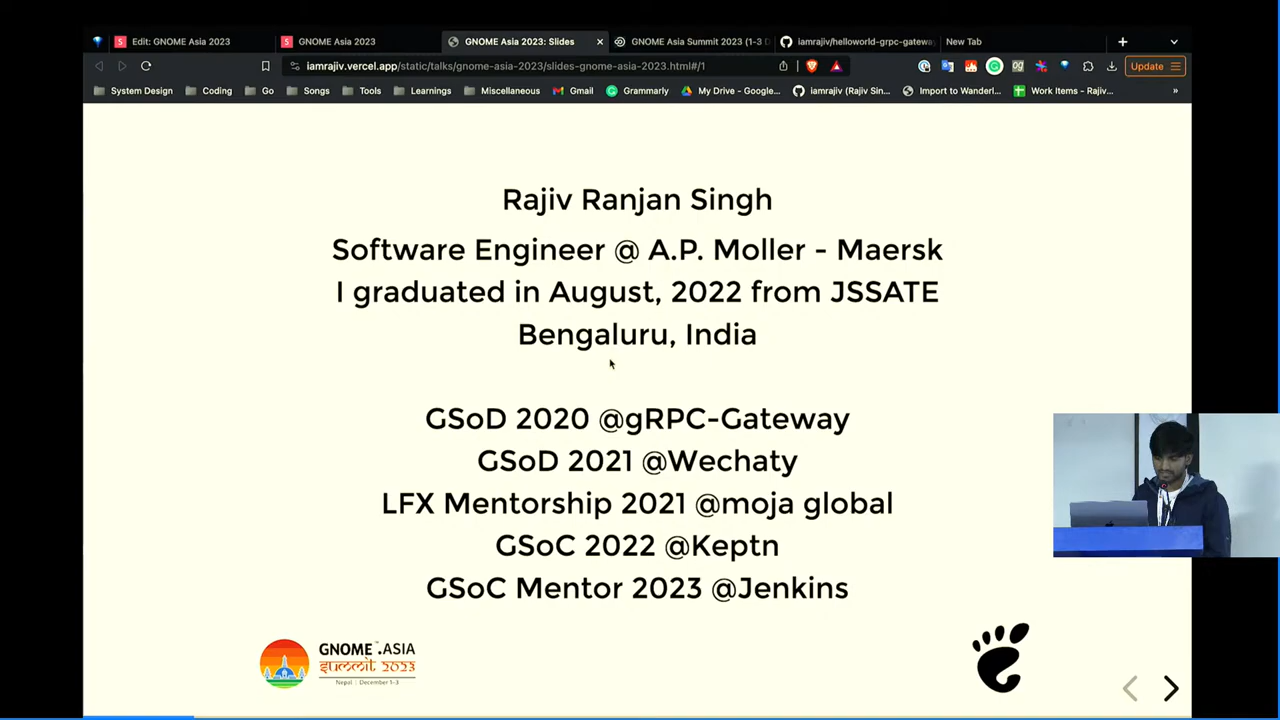 Edit: GNOME Asia 2023
GNOME Asia 2023
GNOME Asia 2023: Slides
GNOME Asia Summit 2023 (1-3 D
iamrajiv/helloworld-grpc-gateway
New Tab
iamrajiv.vercel.app/static/talks/gnome-asia-2023/slides-gnome-asia-2023.html#/1
Update
System Design
Coding
Go
Songs
Tools
Learnings
Miscellaneous
Gmail
Grammarly
My Drive - Google...
iamrajiv (Rajiv Sin...
Import to Wanderl...
Work Items - Rajiv...
Rajiv Ranjan Singh
Software Engineer @ A.P. Moller - Maersk
I graduated in August, 2022 from JSSATE
Bengaluru, India
GSoD 2020 @gRPC-Gateway
GSoD 2021 @Wechaty
LFX Mentorship 2021 @moja global
GSoC 2022 @Keptn
GSoC Mentor 2023 @Jenkins
GNOME™.ASIA
summit 2023
Nepal | December 1-3